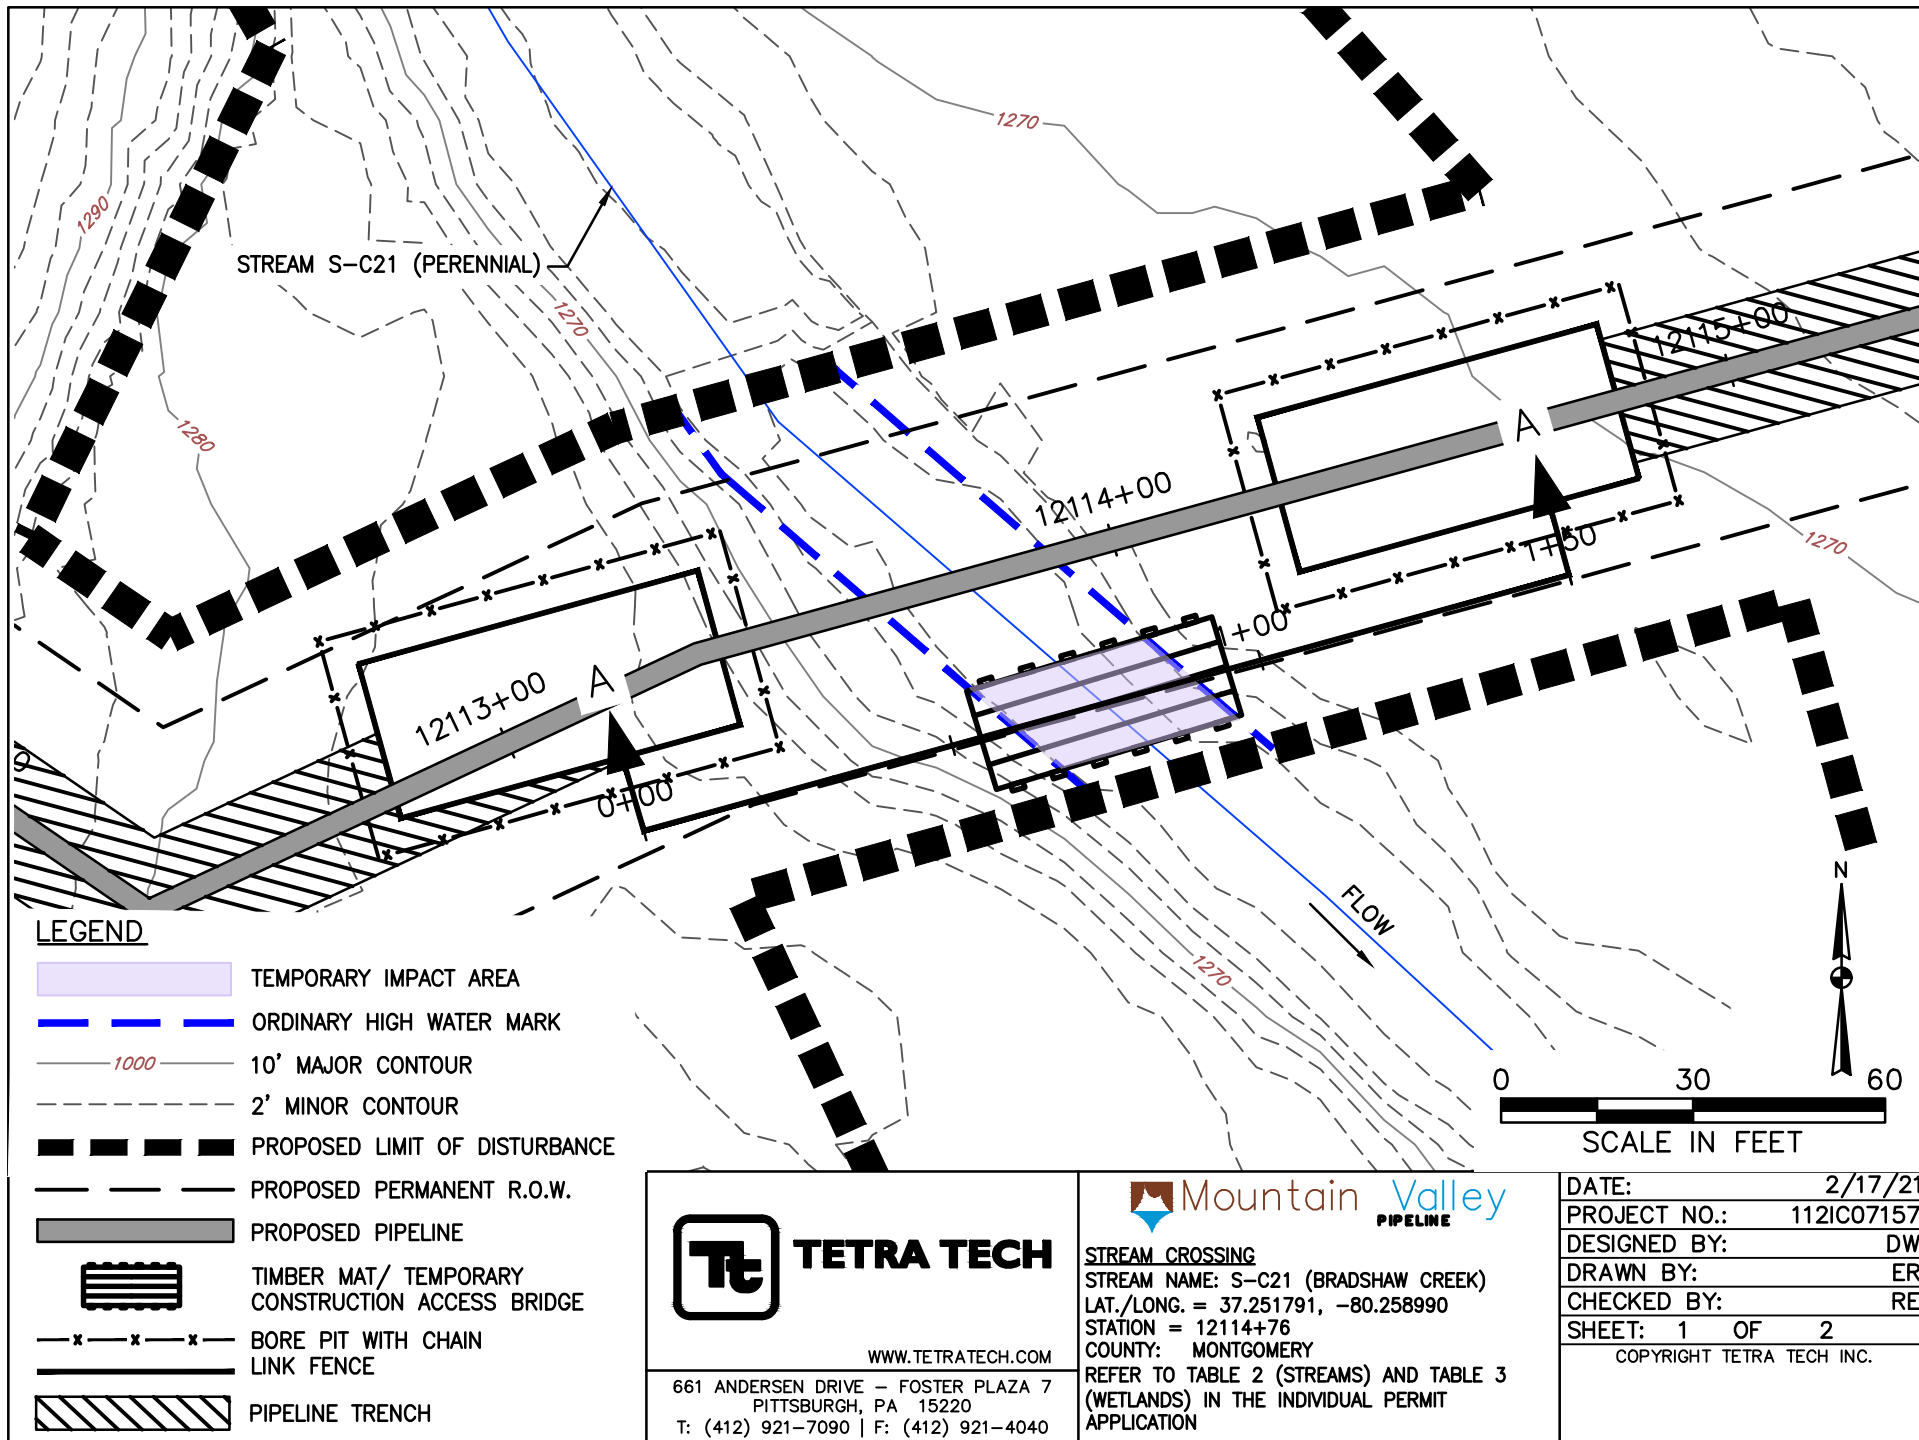 1270
1290
STREAM S-C21 (PERENNIAL)
1270
12115+00
1280
A
12114+00
1+50
1270
1+00
A
12113+00
0+00
FLOW
1270
N
0 30 60
SCALE IN FEET
LEGEND
TEMPORARY IMPACT AREA
ORDINARY HIGH WATER MARK
1000
10' MAJOR CONTOUR
2' MINOR CONTOUR
PROPOSED LIMIT OF DISTURBANCE
PROPOSED PERMANENT R.O.W.
PROPOSED PIPELINE
TIMBER MAT/ TEMPORARY
CONSTRUCTION ACCESS BRIDGE
BORE PIT WITH CHAIN
LINK FENCE
PIPELINE TRENCH
Tt
TETRA TECH
WWW.TETRATECH.COM
661 ANDERSEN DRIVE – FOSTER PLAZA 7
PITTSBURGH, PA 15220
T: (412) 921-7090 | F: (412) 921-4040
Mountain Valley
PIPELINE
STREAM CROSSING
STREAM NAME: S-C21 (BRADSHAW CREEK)
LAT./LONG. = 37.251791, -80.258990
STATION = 12114+76
COUNTY: MONTGOMERY
REFER TO TABLE 2 (STREAMS) AND TABLE 3
(WETLANDS) IN THE INDIVIDUAL PERMIT
APPLICATION
DATE: 2/17/21
PROJECT NO.: 112IC07157
DESIGNED BY: DW
DRAWN BY: ER
CHECKED BY: RE
SHEET: 1 OF 2
COPYRIGHT TETRA TECH INC.